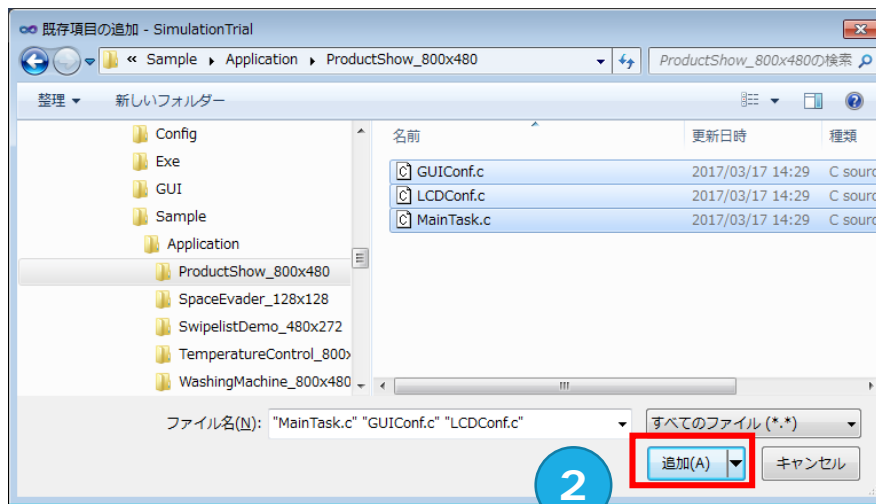 既存項目の追加 - SimulationTrial
« Sample ▸ Application ▸ ProductShow_800x480
ProductShow_800x480の検索
整理 ▼ 新しいフォルダー
Config
Exe
GUI
Sample
Application
ProductShow_800x480
SpaceEvader_128x128
SwipelistDemo_480x272
TemperatureControl_800x
WashingMachine_800x480
名前 更新日時 種類
GUIConf.c 2017/03/17 14:29 C sourc
LCDConf.c 2017/03/17 14:29 C sourc
MainTask.c 2017/03/17 14:29 C sourc
ファイル名(N): "MainTask.c" "GUIConf.c" "LCDConf.c"
すべてのファイル (*.*)
追加(A) キャンセル
2